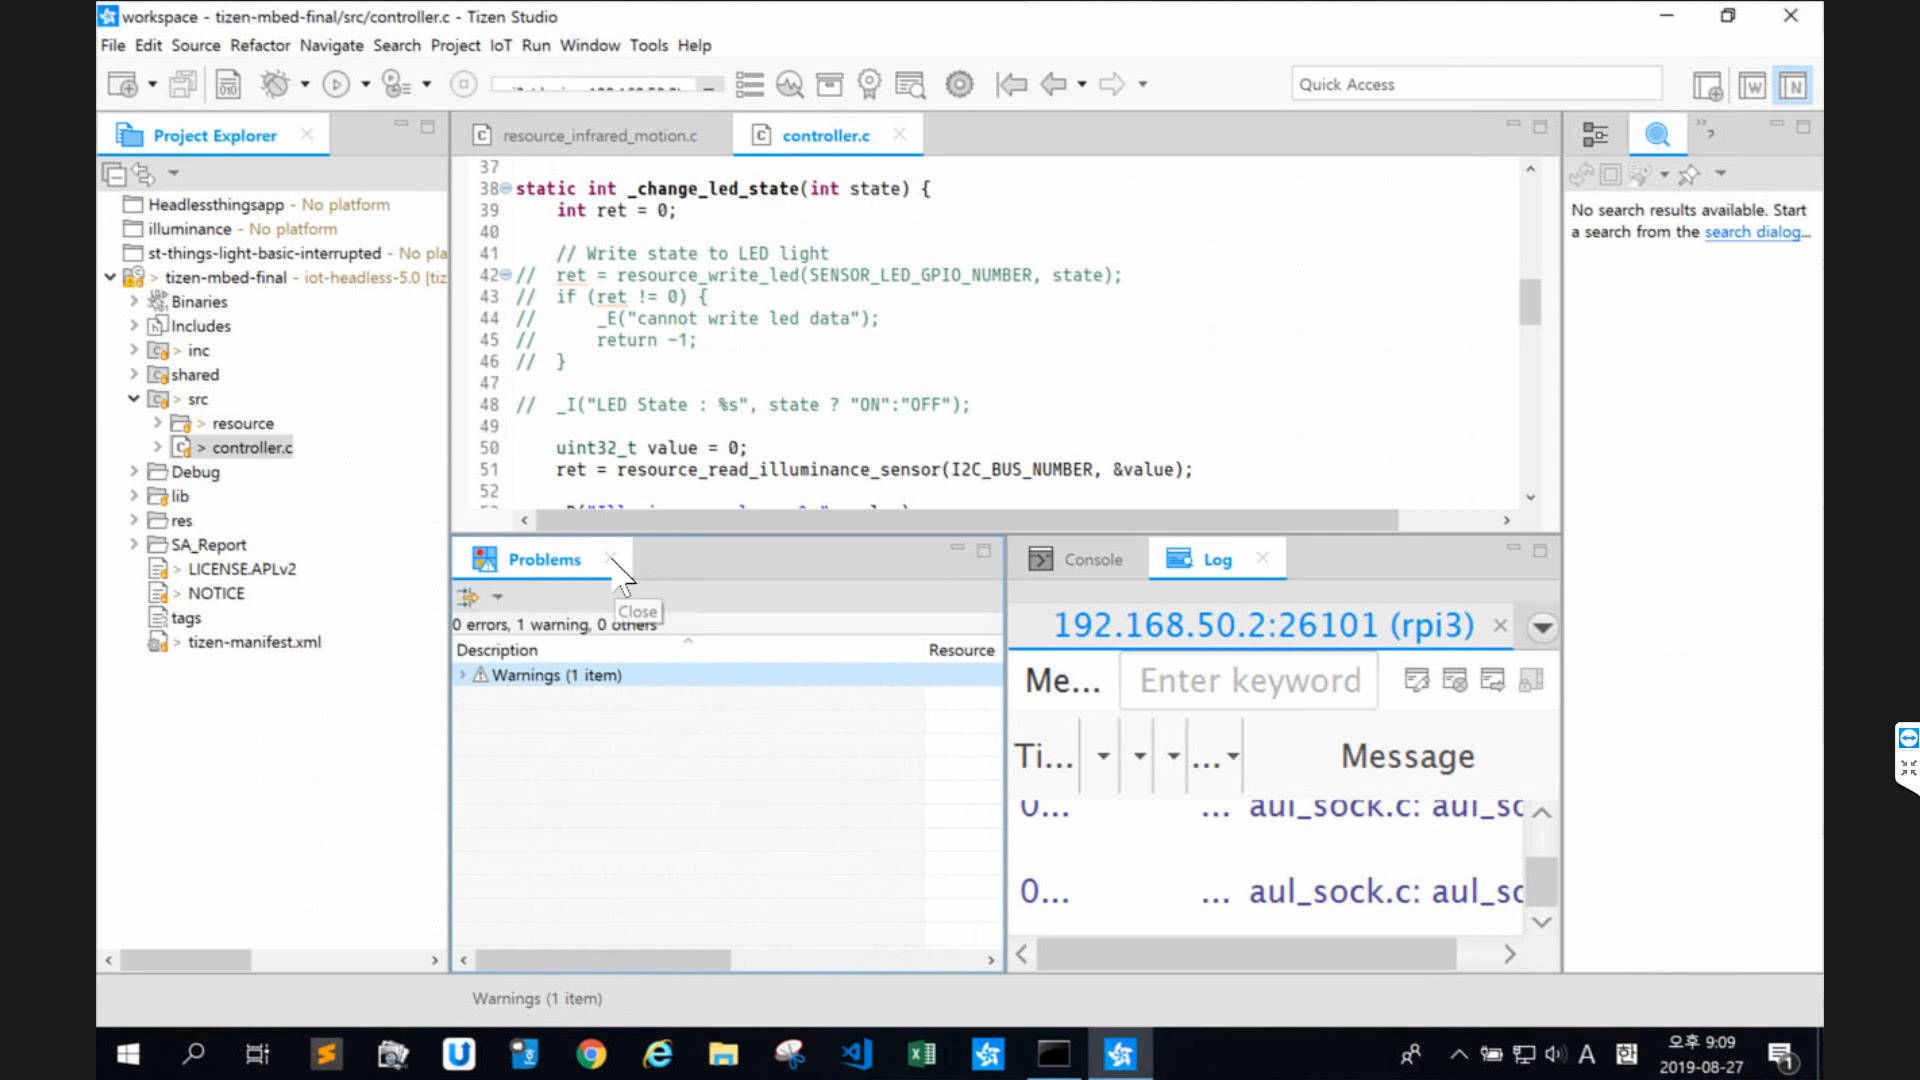 workspace - tizen-mbed-final/src/controller.c - Tizen Studio
File Edit Source Refactor Navigate Search Project IoT Run Window Tools Help
Quick Access
Project Explorer
resource_infrared_motion.c
controller.c
Headlessthingsapp - No platform
illuminance - No platform
st-things-light-basic-interrupted - No pla
> tizen-mbed-final - iot-headless-5.0 [tiz
Binaries
Includes
> inc
shared
> src
> resource
> controller.c
Debug
lib
res
SA_Report
> LICENSE.APLv2
> NOTICE
tags
> tizen-manifest.xml
37
38 static int _change_led_state(int state) {
39 int ret = 0;
40
41 // Write state to LED light
42 // ret = resource_write_led(SENSOR_LED_GPIO_NUMBER, state);
43 // if (ret != 0) {
44 // _E("cannot write led data");
45 // return -1;
46 // }
47
48 // _I("LED State : %s", state ? "ON":"OFF");
49
50 uint32_t value = 0;
51 ret = resource_read_illuminance_sensor(I2C_BUS_NUMBER, &value);
52
No search results available. Start
a search from the search dialog...
Problems
Close
0 errors, 1 warning, 0 others
Description Resource
Warnings (1 item)
Console
Log
192.168.50.2:26101 (rpi3)
Me... Enter keyword
Ti... ... Message
0... ... aul_sock.c: aul_sc
0... ... aul_sock.c: aul_sc
Warnings (1 item)
A 한
오후 9:09
2019-08-27
1